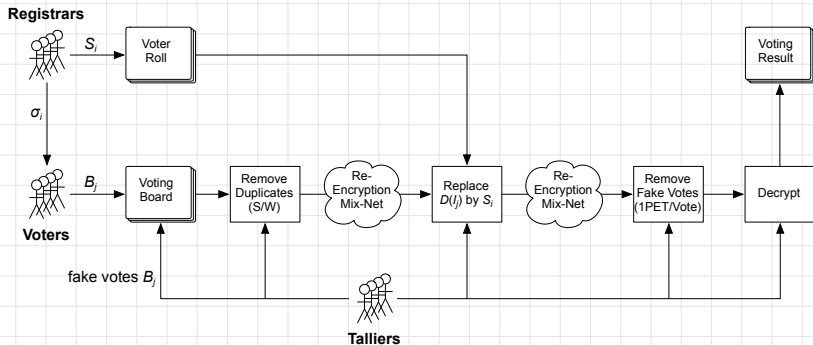 Registrars
S_i
Voter
Roll
Voting
Result
σ_i
B_j
Voting
Board
Remove
Duplicates
(S/W)
Re-
Encryption
Mix-Net
Replace
D(I_j) by S_i
Re-
Encryption
Mix-Net
Remove
Fake Votes
(1PET/Vote)
Decrypt
Voters
fake votes B_j
Talliers